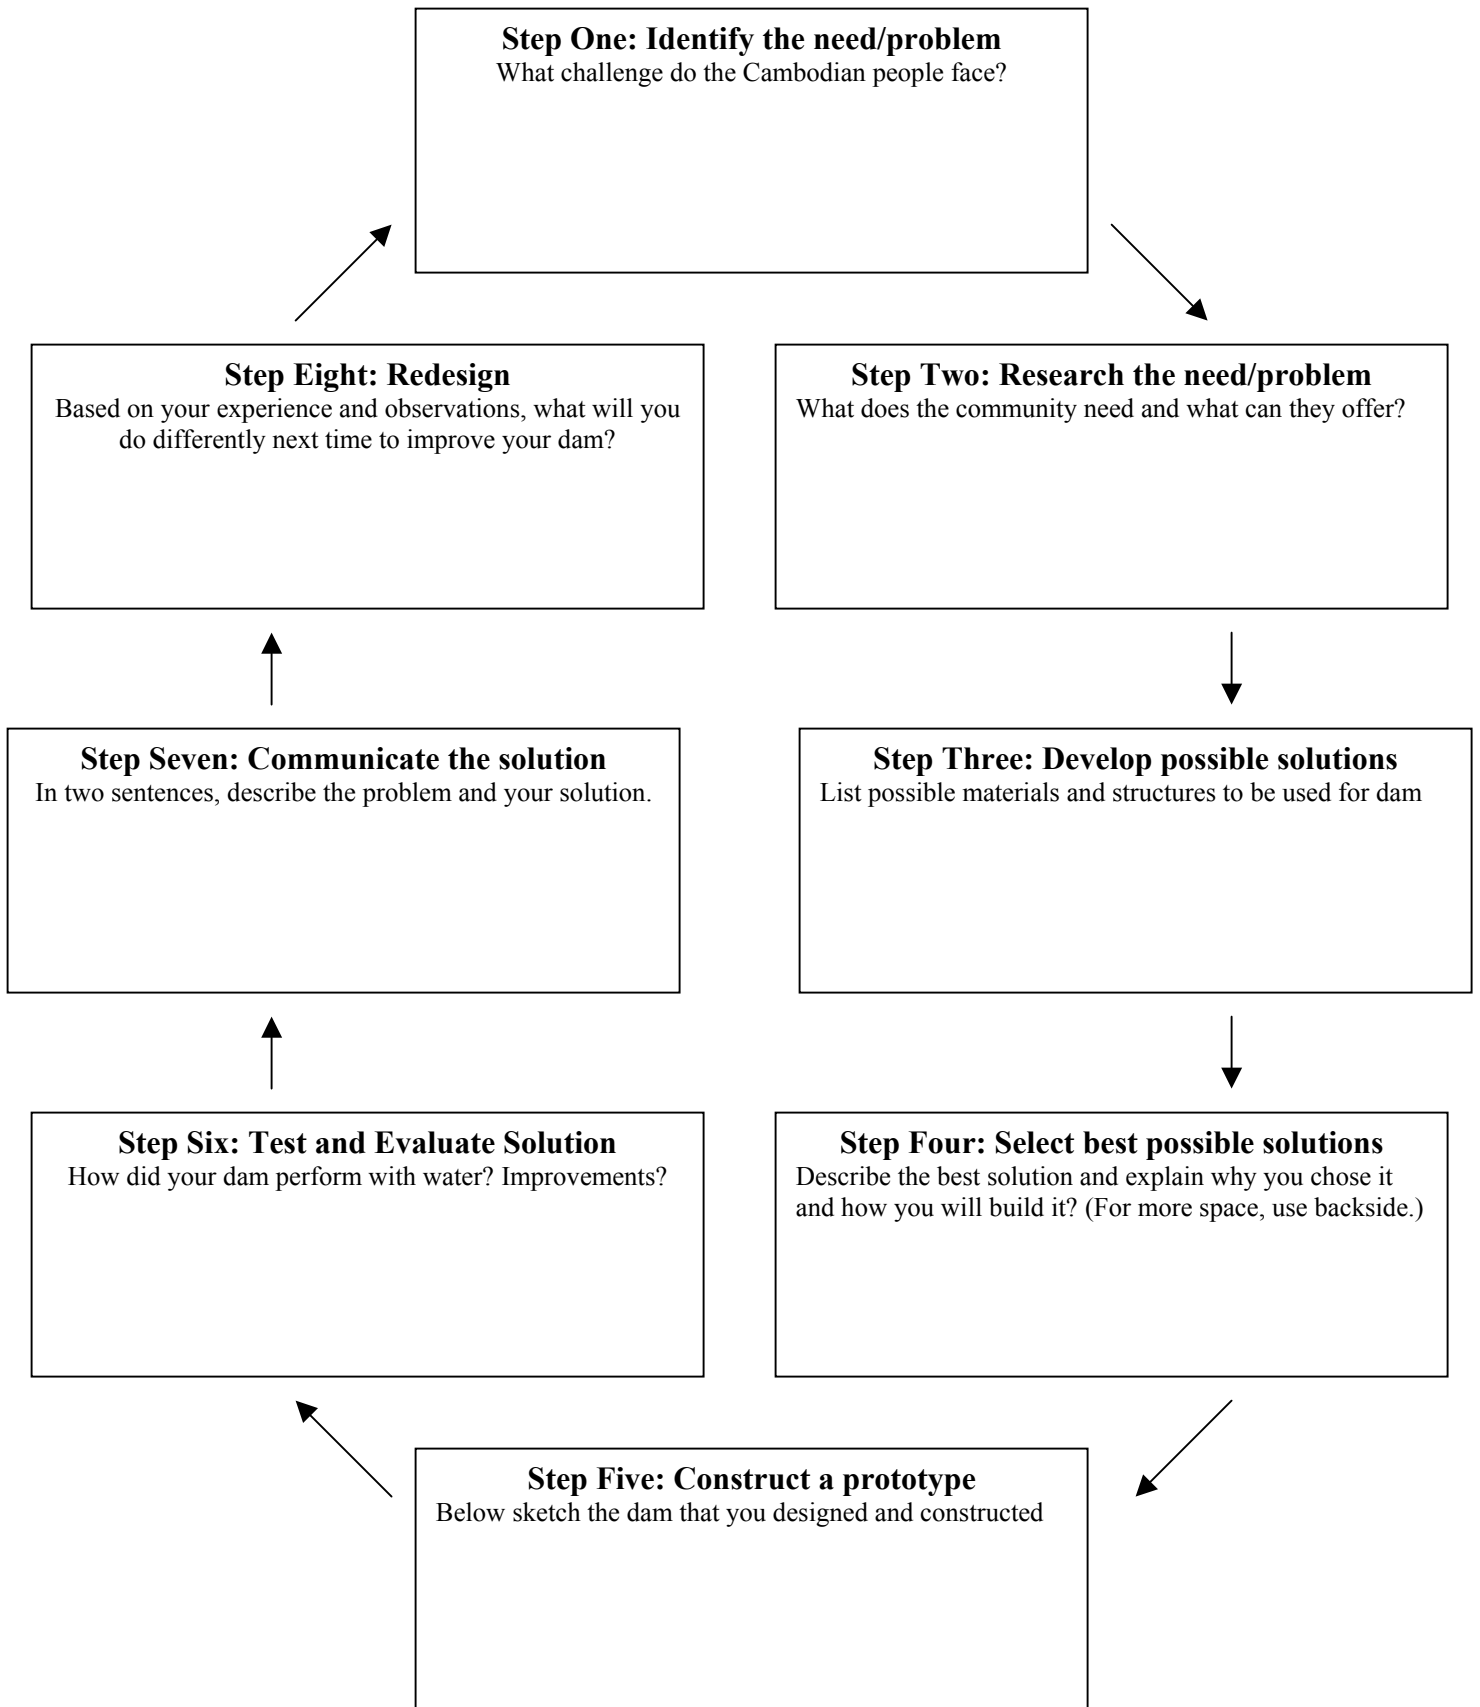 Step One: Identify the need/problem
What challenge do the Cambodian people face?
Step Two: Research the need/problem
What does the community need and what can they offer?
Step Three: Develop possible solutions
List possible materials and structures to be used for dam
Step Four: Select best possible solutions
Describe the best solution and explain why you chose it
and how you will build it? (For more space, use backside.)
Step Five: Construct a prototype
Below sketch the dam that you designed and constructed
Step Six: Test and Evaluate Solution
How did your dam perform with water? Improvements?
Step Seven: Communicate the solution
In two sentences, describe the problem and your solution.
Step Eight: Redesign
Based on your experience and observations, what will you
do differently next time to improve your dam?